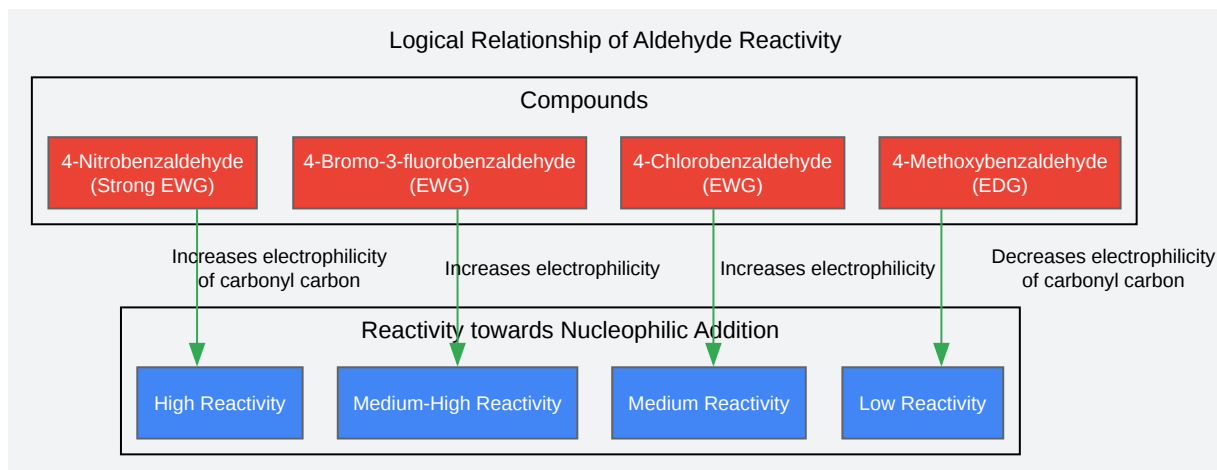 Logical Relationship of Aldehyde Reactivity
Compounds
4-Nitrobenzaldehyde
(Strong EWG)
4-Bromo-3-fluorobenzaldehyde
(EWG)
4-Chlorobenzaldehyde
(EWG)
4-Methoxybenzaldehyde
(EDG)
Increases electrophilicity
of carbonyl carbon
Increases electrophilicity
Increases electrophilicity
Decreases electrophilicity
of carbonyl carbon
Reactivity towards Nucleophilic Addition
High Reactivity
Medium-High Reactivity
Medium Reactivity
Low Reactivity